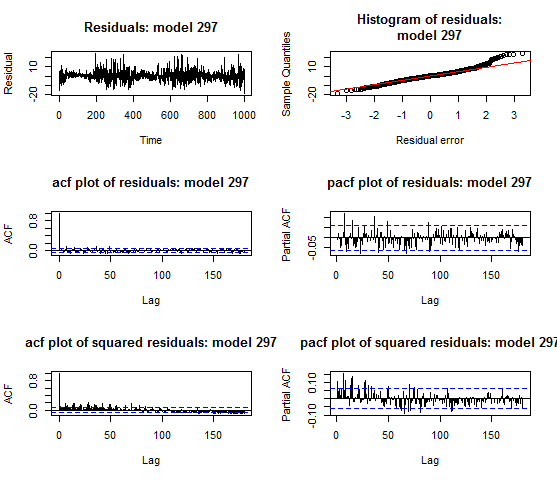 Residuals: model 297
Residual
-20
10
0
200
400
600
800
1000
Time
Histogram of residuals:
model 297
Sample Quantiles
-20
10
-3
-2
-1
0
1
2
3
Residual error
acf plot of residuals: model 297
ACF
0.0
0.8
0
50
100
150
Lag
pacf plot of residuals: model 297
Partial ACF
-0.05
0
50
100
150
Lag
acf plot of squared residuals: model 297
ACF
0.0
0.8
0
50
100
150
Lag
pacf plot of squared residuals: model 297
Partial ACF
-0.10
0.10
0
50
100
150
Lag